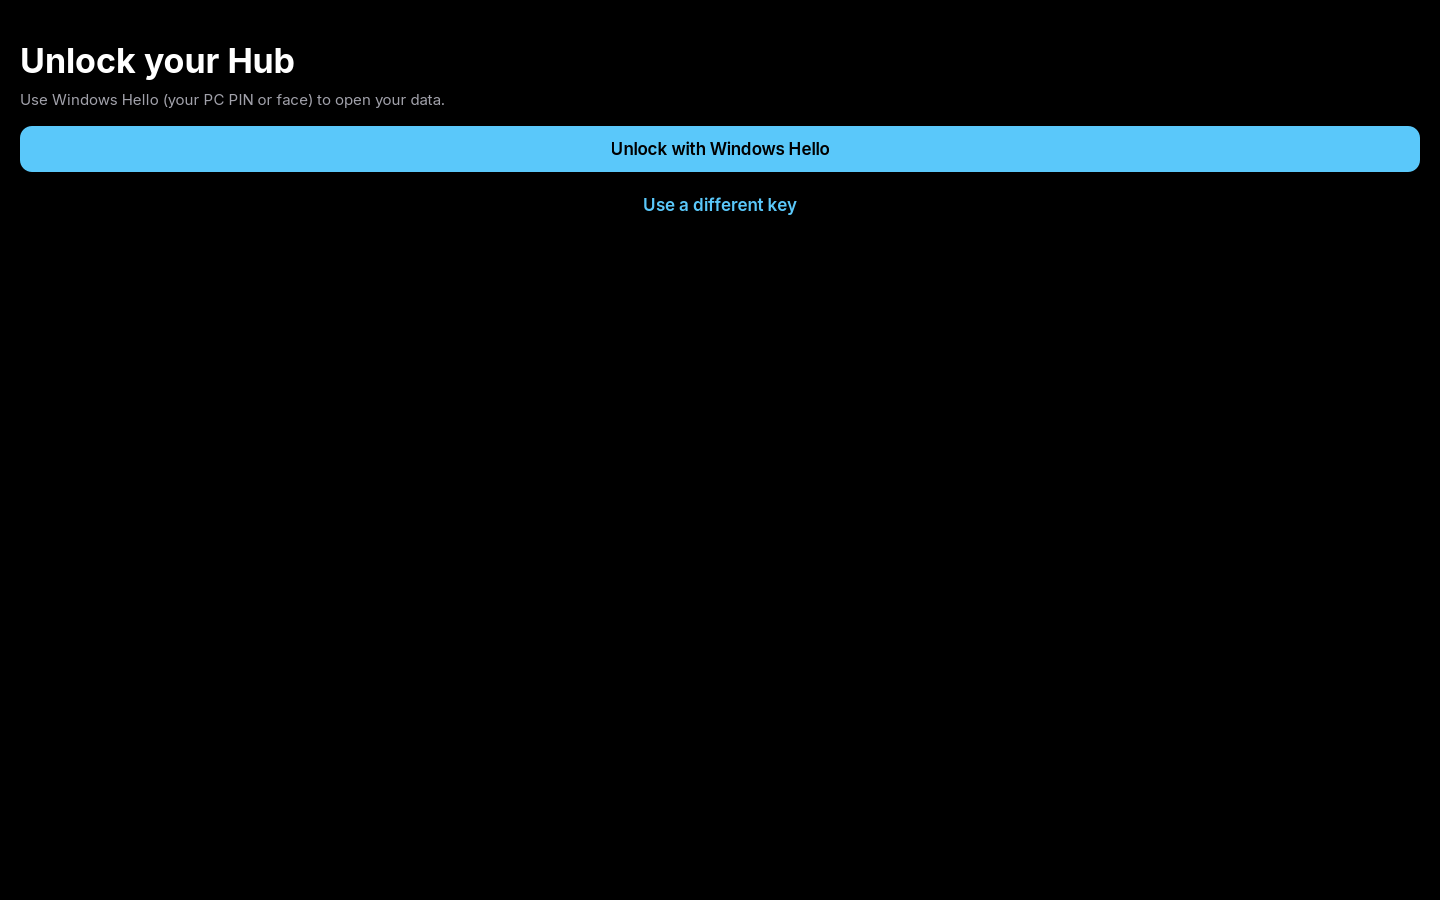 Unlock your Hub
Use Windows Hello (your PC PIN or face) to open your data.
Unlock with Windows Hello
Use a different key